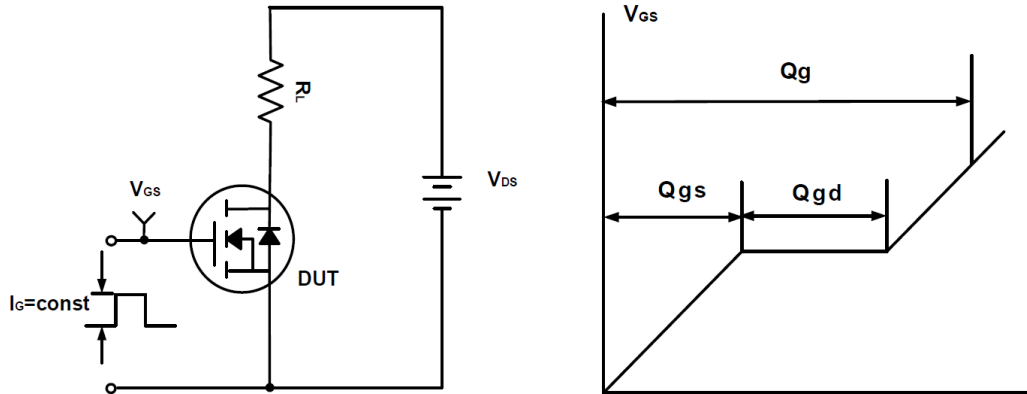 RL
VGS
VDS
DUT
IG=const
VGS
Qg
Qgs
Qgd